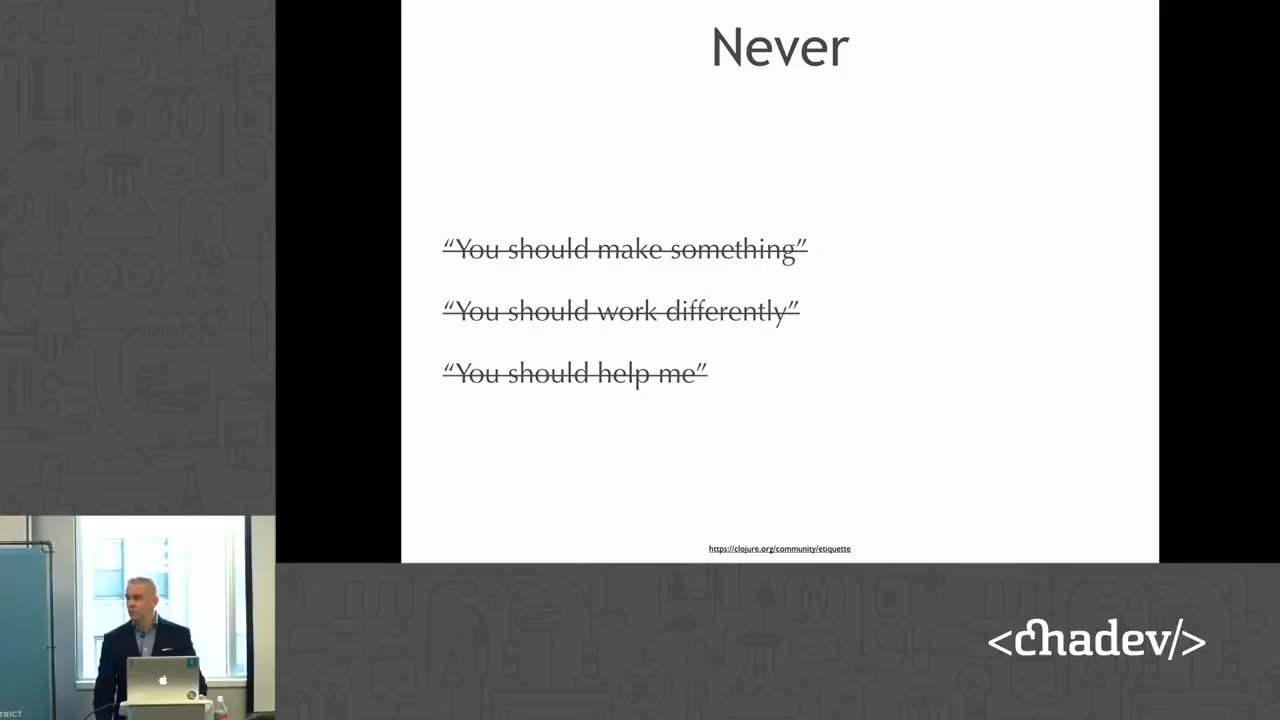 Never
“You should make something”
“You should work differently”
“You should help me”
https://clojure.org/community/etiquette
<chadev/>
TRICT